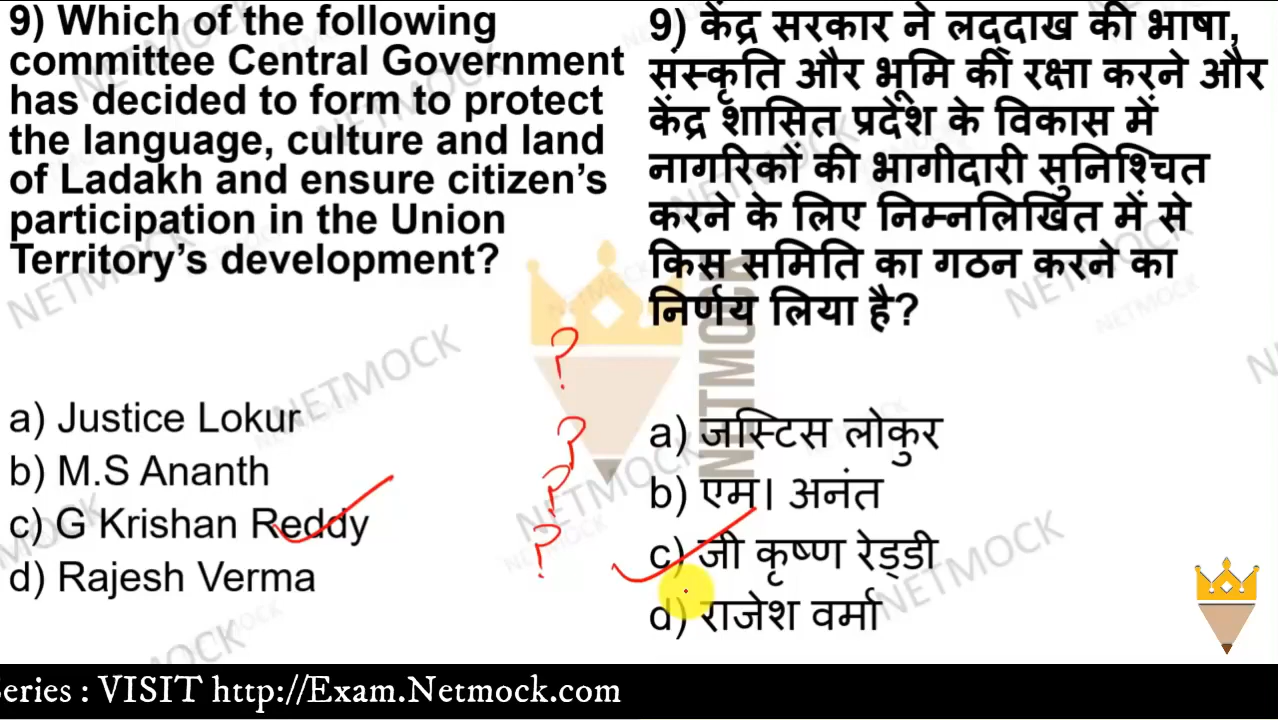 9) Which of the following
committee Central Government
has decided to form to protect
the language, culture and land
of Ladakh and ensure citizen’s
participation in the Union
Territory’s development?
a) Justice Lokur
b) M.S Ananth
c) G Krishan Reddy
d) Rajesh Verma
9) केंद्र सरकार ने लद्दाख की भाषा,
संस्कृति और भूमि की रक्षा करने और
केंद्र शासित प्रदेश के विकास में
नागरिकों की भागीदारी सुनिश्चित
करने के लिए निम्नलिखित में से
किस समिति का गठन करने का
निर्णय लिया है?
a) जस्टिस लोकुर
b) एम। अनंत
c) जी कृष्ण रेड्डी
d) राजेश वर्मा
?
?
?
?
NETMOCK
Series : VISIT http://Exam.Netmock.com